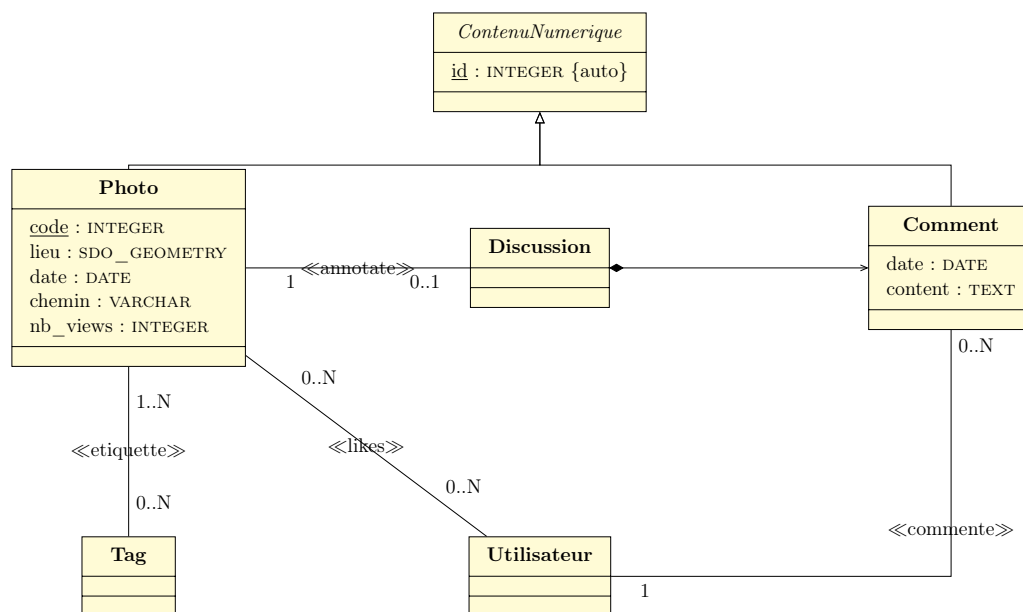 ContenuNumerique
id : INTEGER {auto}
Photo
code : INTEGER
lieu : SDO_GEOMETRY
date : DATE
chemin : VARCHAR
nb_views : INTEGER
Discussion
Comment
date : DATE
content : TEXT
1
≪annotate≫
0..1
0..N
0..N
1..N
≪likes≫
≪etiquette≫
0..N
0..N
≪commente≫
Tag
Utilisateur
1